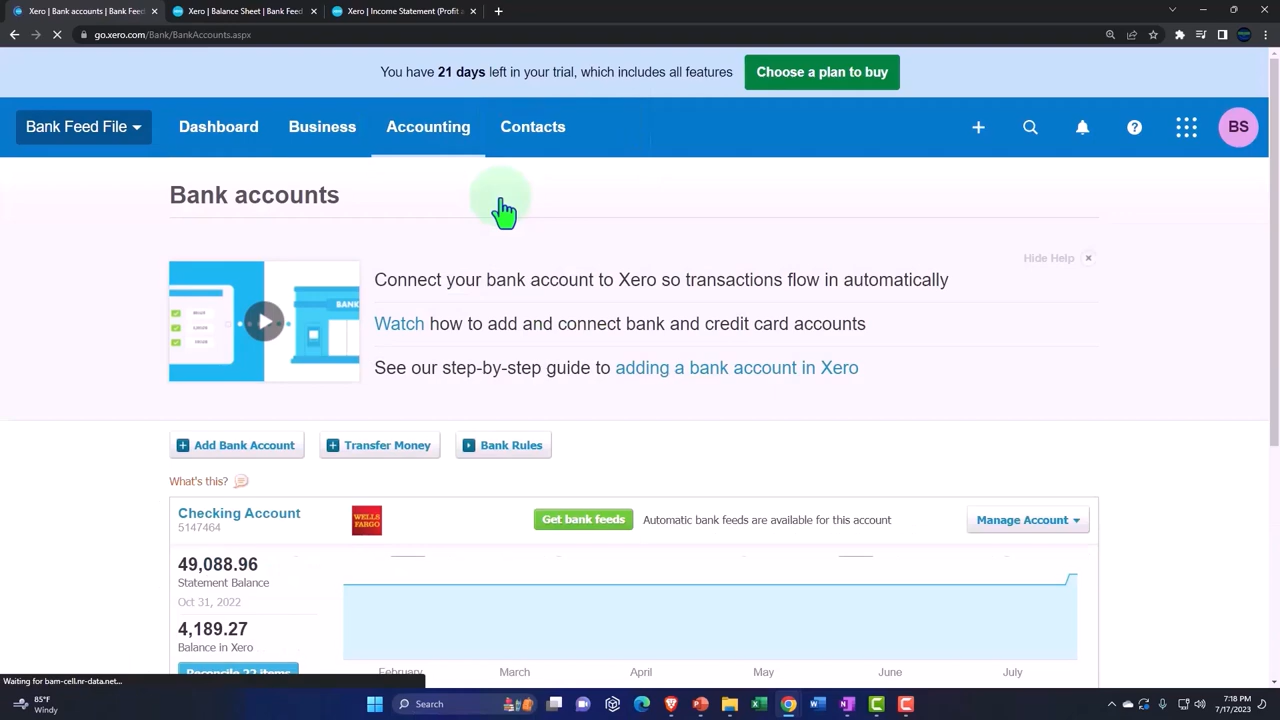 Xero | Bank accounts | Bank Feed
Xero | Balance Sheet | Bank Feed
Xero | Income Statement (Profit a
go.xero.com/Bank/BankAccounts.aspx
You have 21 days left in your trial, which includes all features
Choose a plan to buy
Bank Feed File
Dashboard
Business
Accounting
Contacts
BS
Bank accounts
Hide Help
Connect your bank account to Xero so transactions flow in automatically
BANK
Watch how to add and connect bank and credit card accounts
See our step-by-step guide to adding a bank account in Xero
Add Bank Account
Transfer Money
Bank Rules
What's this?
Checking Account
5147464
WELLS FARGO
Get bank feeds
Automatic bank feeds are available for this account
Manage Account
49,088.96
Statement Balance
Oct 31, 2022
4,189.27
Balance in Xero
Reconcile 22 items
February
March
April
May
June
July
Waiting for bam-cell.nr-data.net...
85°F
Windy
Search
7:18 PM
7/17/2023